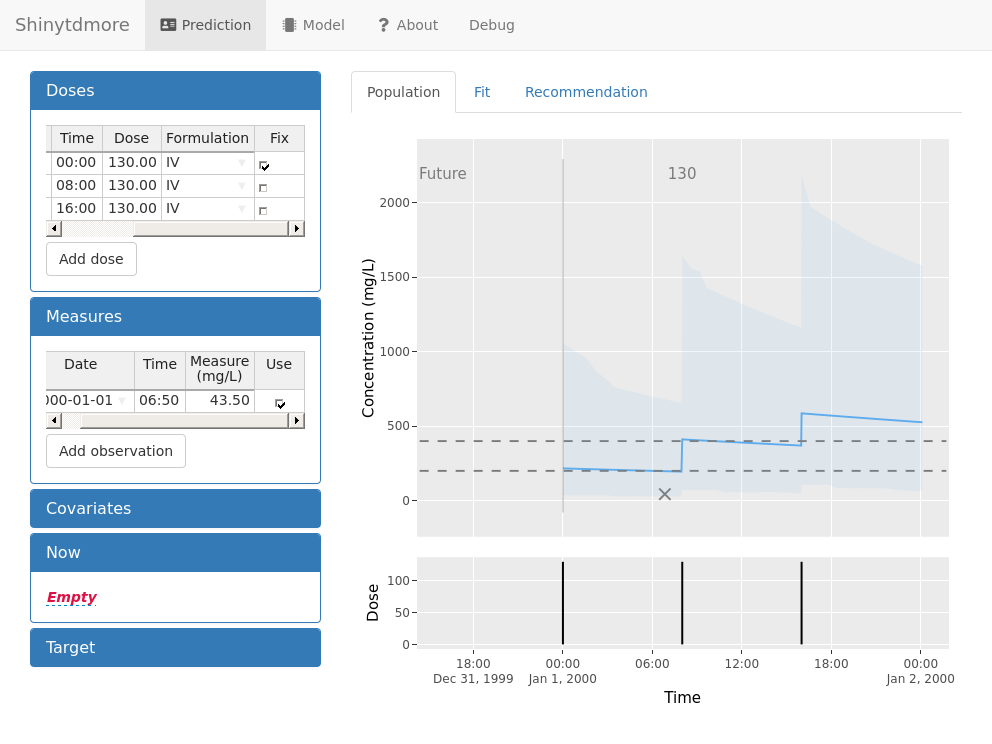 Shinytdmore Prediction Model ? About Debug
Doses
Time Dose Formulation Fix
00:00 130.00 IV
08:00 130.00 IV
16:00 130.00 IV
Add dose
Measures
Date Time Measure (mg/L) Use
000-01-01 06:50 43.50
Add observation
Covariates
Now
Empty
Target
Population Fit Recommendation
Future 130
Concentration (mg/L)
2000
1500
1000
500
0
Dose
100
50
0
18:00 00:00 06:00 12:00 18:00 00:00
Dec 31, 1999 Jan 1, 2000 Jan 2, 2000
Time